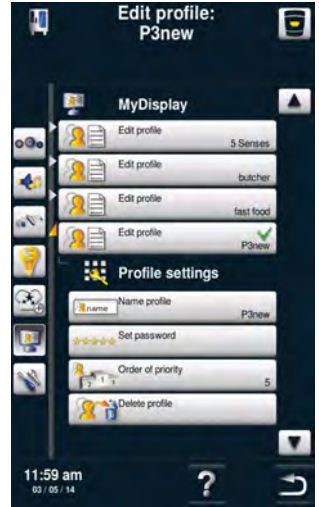 Edit profile:
P3new
MyDisplay
Edit profile
5 Senses
Edit profile
butcher
Edit profile
fast food
Edit profile
P3new
Profile settings
name
Name profile
P3new
Set password
2 1
Order of priority
5
Delete profile
11:59 am
03 / 05 / 14
?